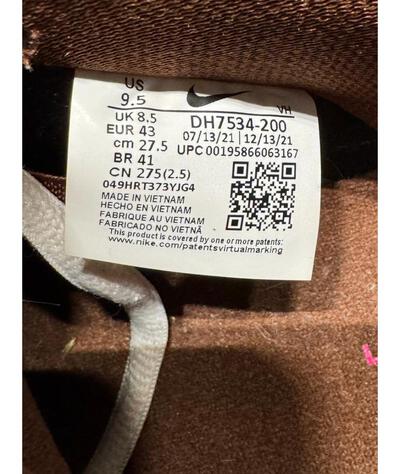 US
9.5
VH
UK 8.5
DH7534-200
EUR 43
07/13/21 | 12/13/21
cm 27.5
UPC 00195866063167
BR 41
CN 275(2.5)
049HRT373YJG4
MADE IN VIETNAM
HECHO EN VIETNAM
FABRIQUE AU VIETNAM
FABRICADO NO VIETNÃ
This product is covered by one or more patents:
www.nike.com/patentsvirtualmarking